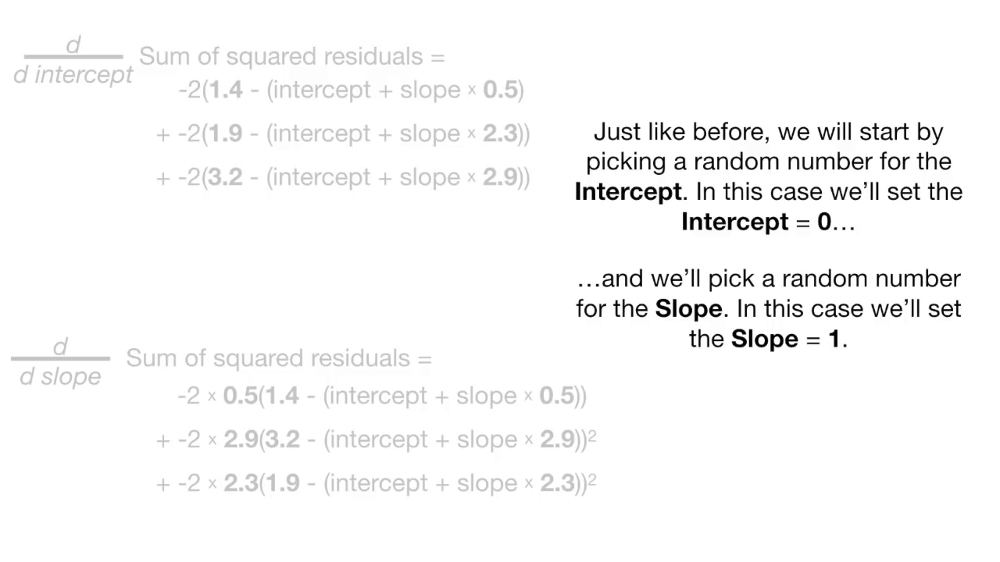 d
d intercept
Sum of squared residuals =
-2(1.4 - (intercept + slope × 0.5)
+ -2(1.9 - (intercept + slope × 2.3))
+ -2(3.2 - (intercept + slope × 2.9))
Just like before, we will start by
picking a random number for the
Intercept. In this case we’ll set the
Intercept = 0…
…and we’ll pick a random number
for the Slope. In this case we’ll set
the Slope = 1.
d
d slope
Sum of squared residuals =
-2 × 0.5(1.4 - (intercept + slope × 0.5))
+ -2 × 2.9(3.2 - (intercept + slope × 2.9))²
+ -2 × 2.3(1.9 - (intercept + slope × 2.3))²